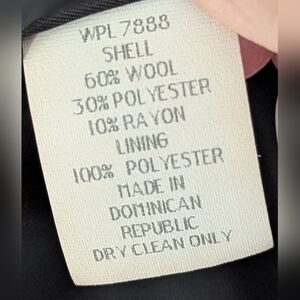 WPL 7888
SHELL
60% WOOL
30% POLYESTER
10% RAYON
LINING
100% POLYESTER
MADE IN
DOMINICAN
REPUBLIC
DRY CLEAN ONLY